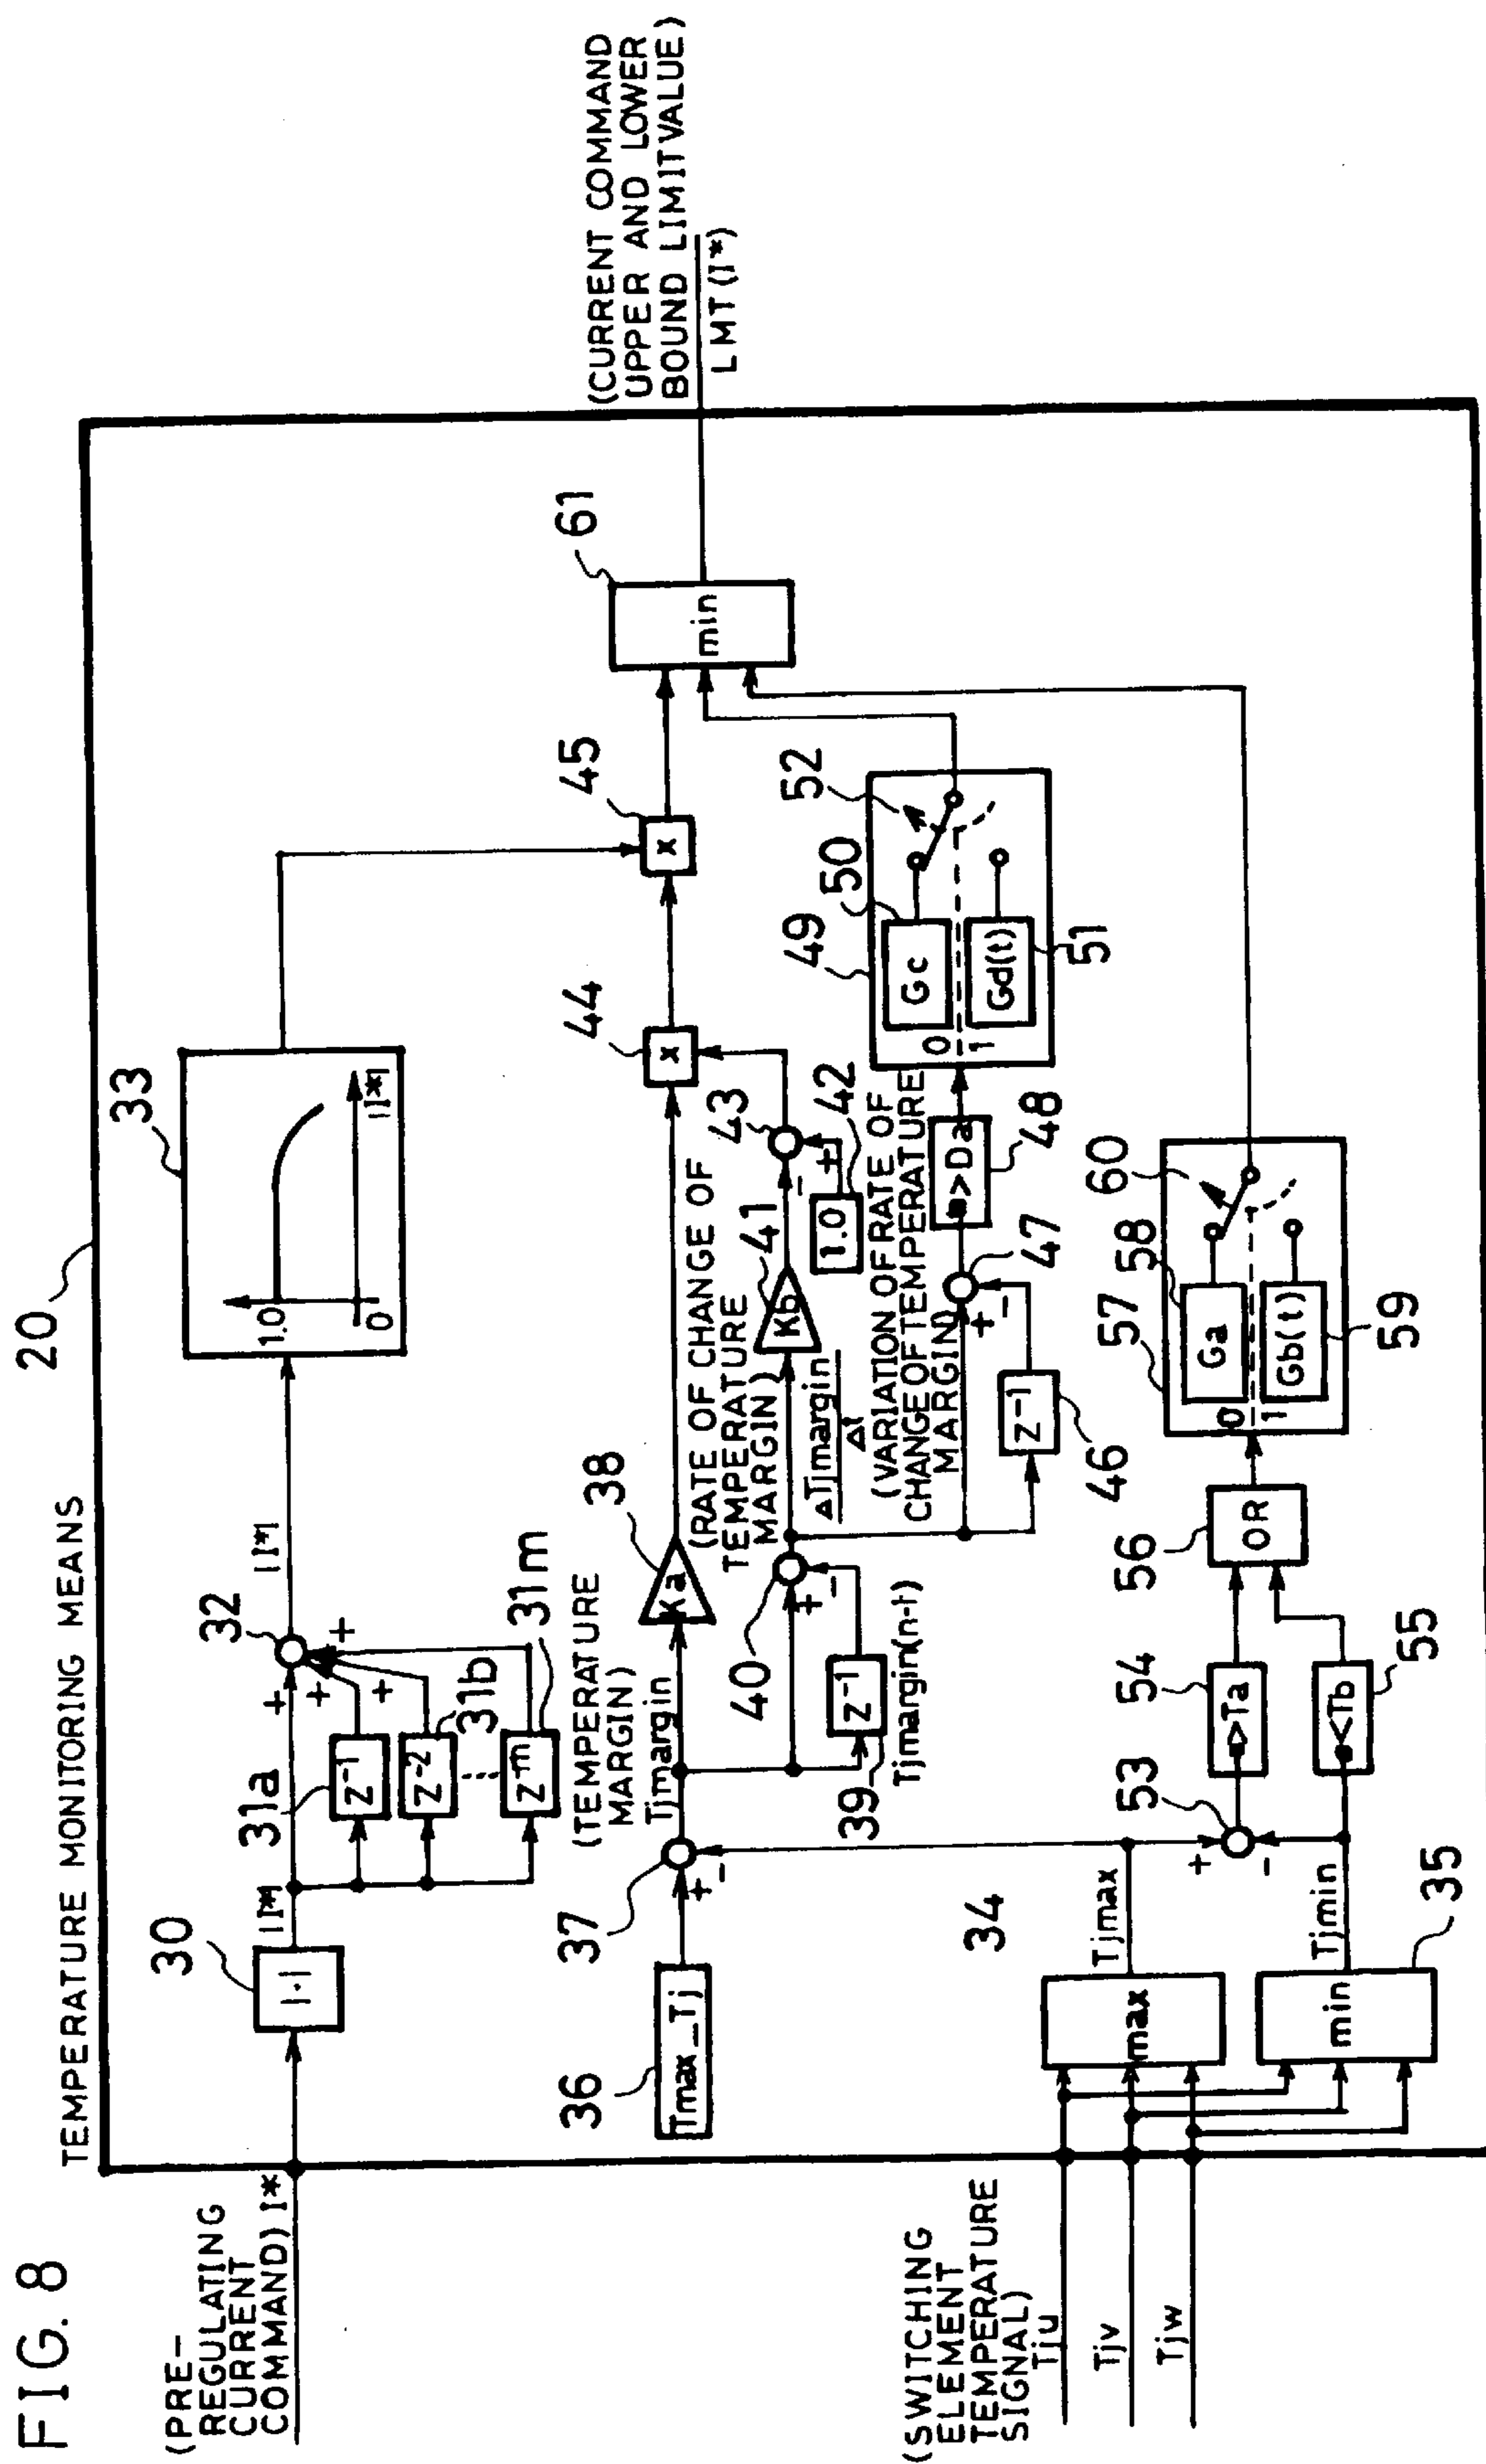 FIG. 8
20
TEMPERATURE MONITORING MEANS
(PRE-
REGULATING
CURRENT
COMMAND) I*
30
|·|
|I*|
31a
Z-1
Z-2
31b
Z-m
31m
32
+
+
+
+
|I*|
33
1.0
0
|I*|
36
Tmax_Tj
37
+
-
(TEMPERATURE
MARGIN)
Tjmargin
Ka
38
39
Z-1
Tjmargin(n-1)
40
+
-
(RATE OF CHANGE OF
TEMPERATURE
MARGIN)
ΔTjmargin
Δt
Kb
41
1.0
42
43
-
+
44
x
45
x
(VARIATION OF RATE OF
CHANGE OF TEMPERATURE
MARGIN)
46
Z-1
47
+
-
■>Da
48
49
50
Gc
0
1
Gd(t)
51
52
61
min
(CURRENT COMMAND
UPPER AND LOWER
BOUND LIMITVALUE)
LMT(I*)
(SWITCHING
ELEMENT
TEMPERATURE
SIGNAL)
Tju
Tjv
Tjw
34
max
Tjmax
min
Tjmin
35
53
+
-
54
■>Ta
■<Tb
55
56
OR
57
58
Ga
0
1
Gb(t)
59
60